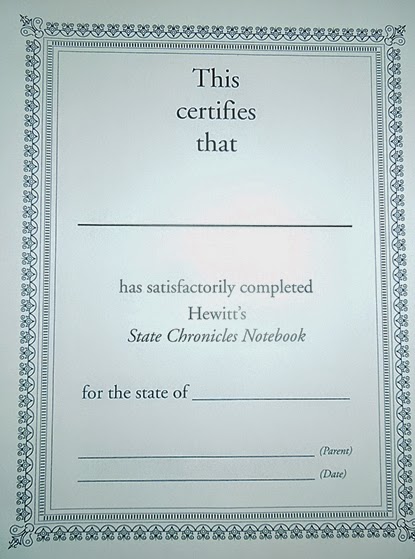 This
certifies
that
has satisfactorily completed
Hewitt's
State Chronicles Notebook
for the state of
(Parent)
(Date)